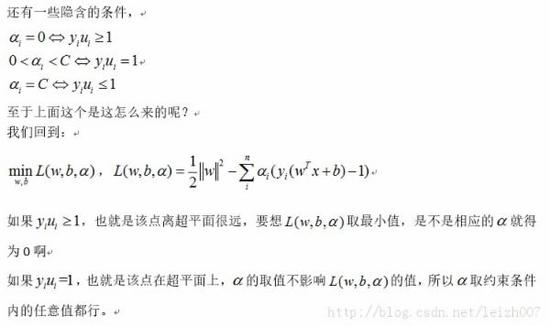 还有一些隐含的条件,
αᵢ = 0 ⇔ yᵢuᵢ ≥ 1
0 < αᵢ < C ⇔ yᵢuᵢ = 1
αᵢ = C ⇔ yᵢuᵢ ≤ 1
至于上面这个是这怎么来的呢?
我们回到:
min_{w,b} L(w,b,α), L(w,b,α) = 1/2 ‖w‖² − ∑ᵢⁿ αᵢ(yᵢ(wᵀx + b) − 1)
如果 yᵢuᵢ ≥ 1, 也就是该点离超平面很远, 要想 L(w,b,α) 取最小值, 是不是相应的 α 就得
为 0 啊
如果 yᵢuᵢ =1, 也就是该点在超平面上, α 的取值不影响 L(w,b,α) 的值, 所以 α 取约束条件
内的任意值都行。
http://blog.csdn.net/leizh007